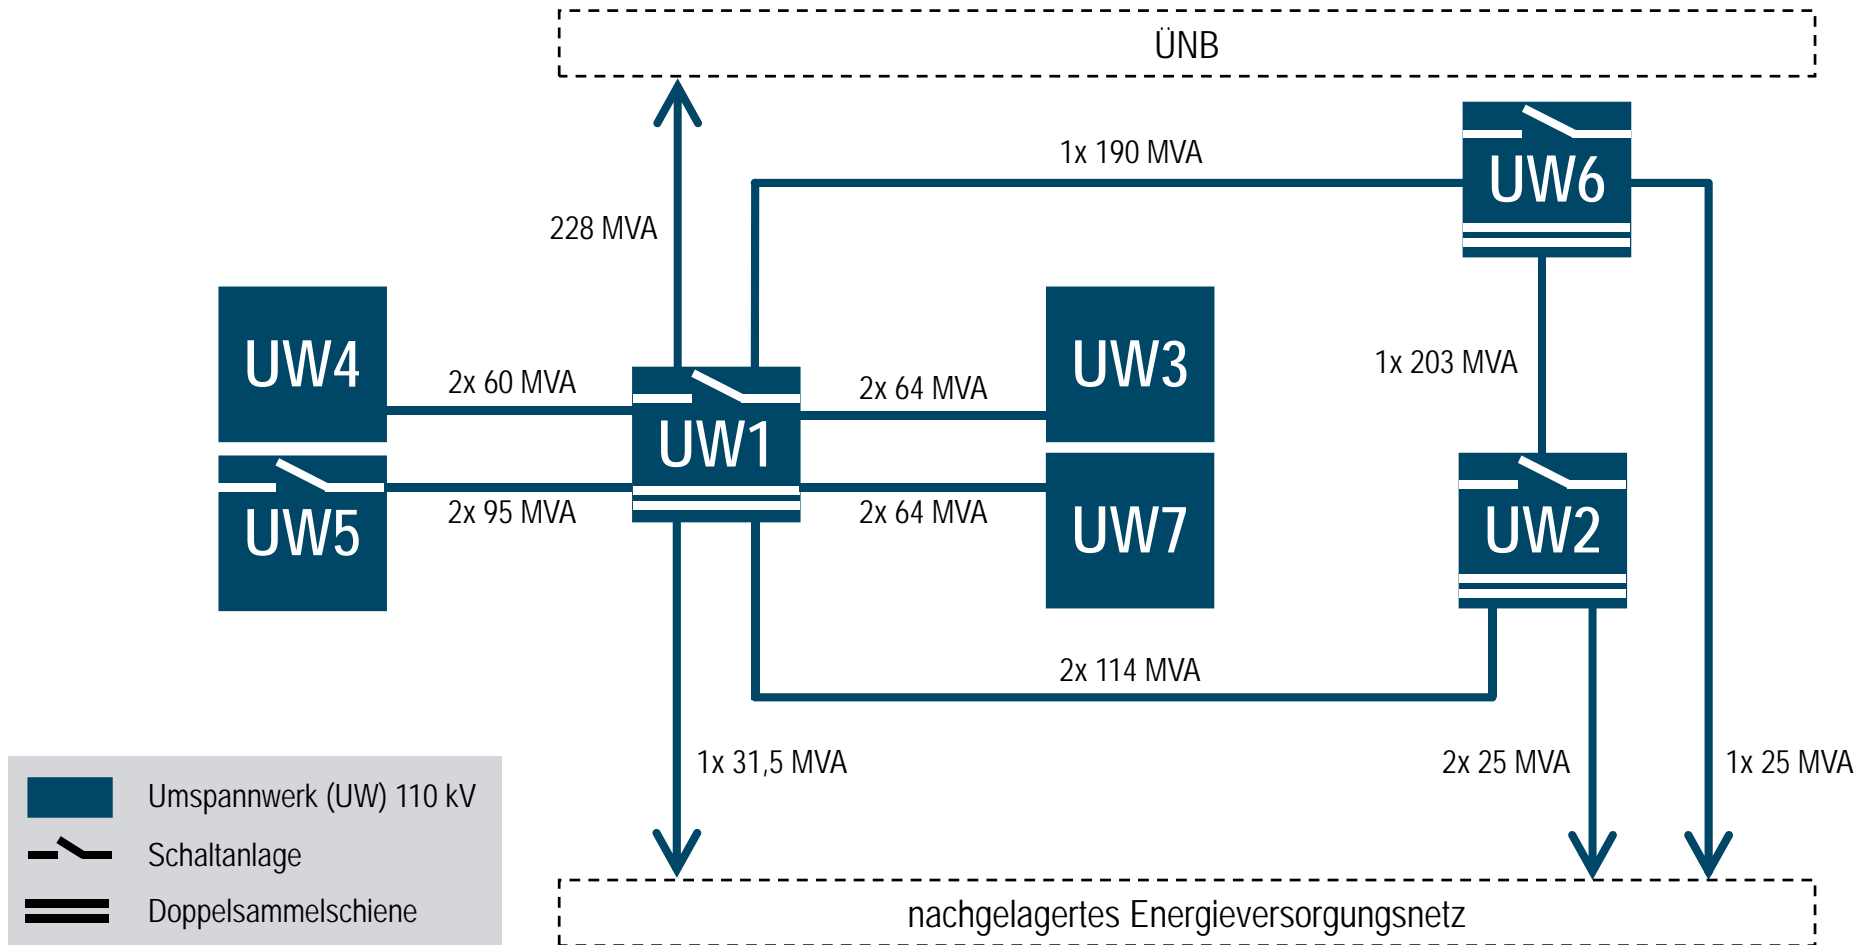 ÜNB
1x 190 MVA
UW6
228 MVA
UW4
2x 60 MVA
2x 64 MVA
UW3
1x 203 MVA
UW1
UW5
2x 95 MVA
2x 64 MVA
UW7
UW2
2x 114 MVA
1x 31,5 MVA
2x 25 MVA
1x 25 MVA
Umspannwerk (UW) 110 kV
Schaltanlage
Doppelsammelschiene
nachgelagertes Energieversorgungsnetz